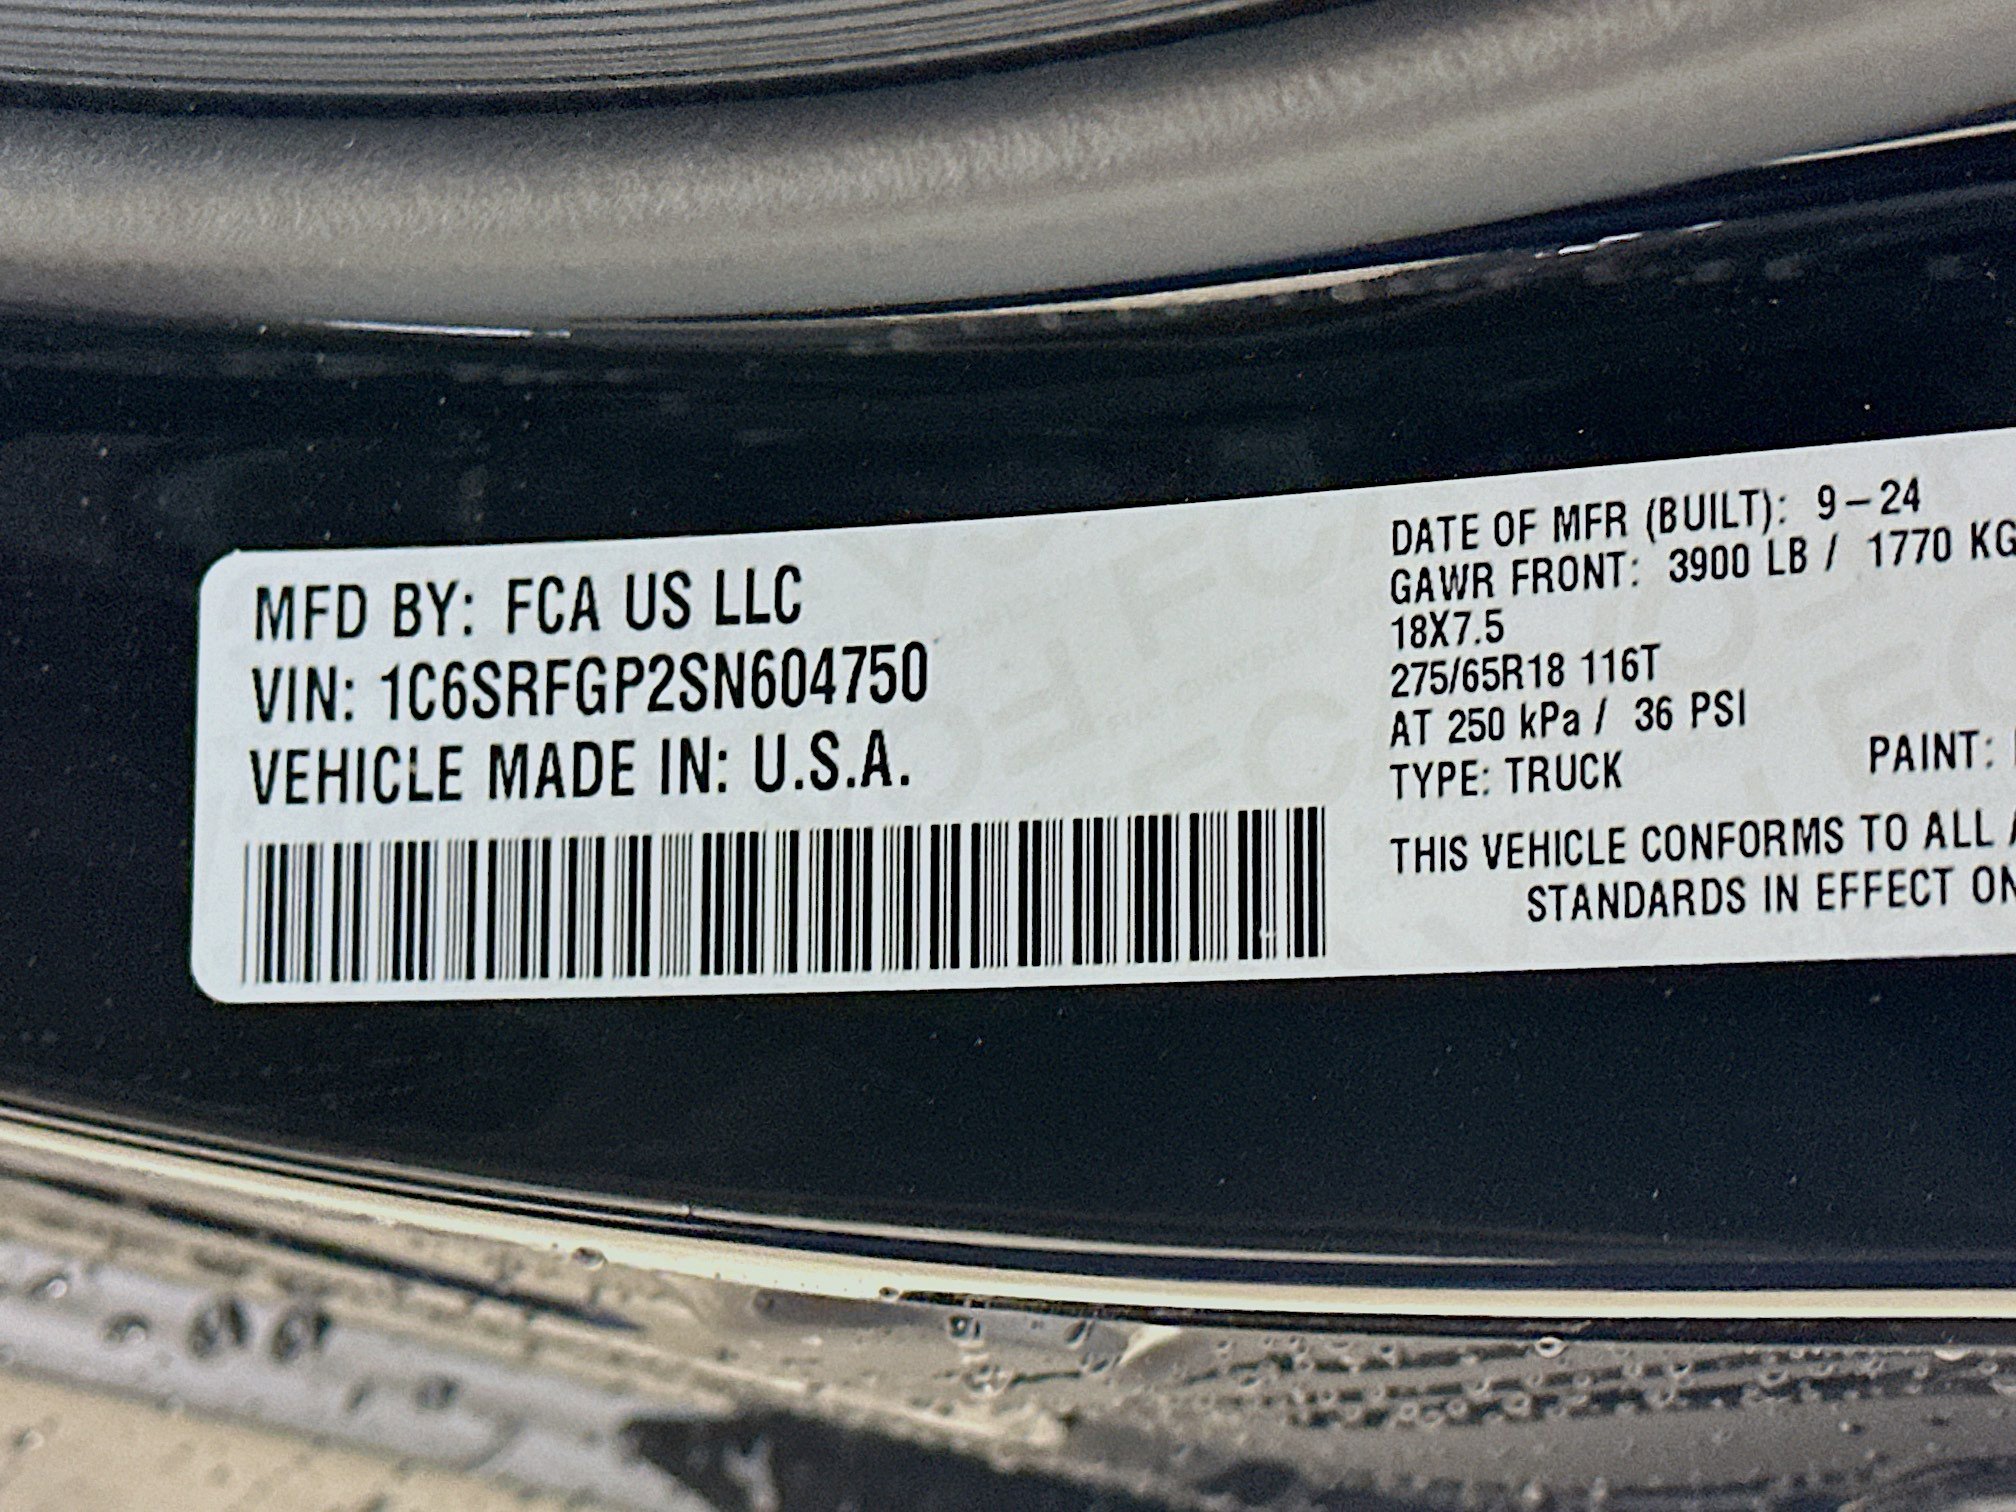 MFD BY: FCA US LLC
VIN: 1C6SRFGP2SN604750
VEHICLE MADE IN: U.S.A.
DATE OF MFR (BUILT): 9-24
GAWR FRONT: 3900 LB / 1770 KG
18X7.5
275/65R18 116T
AT 250 kPa / 36 PSI
TYPE: TRUCK PAINT:
THIS VEHICLE CONFORMS TO ALL
STANDARDS IN EFFECT ON